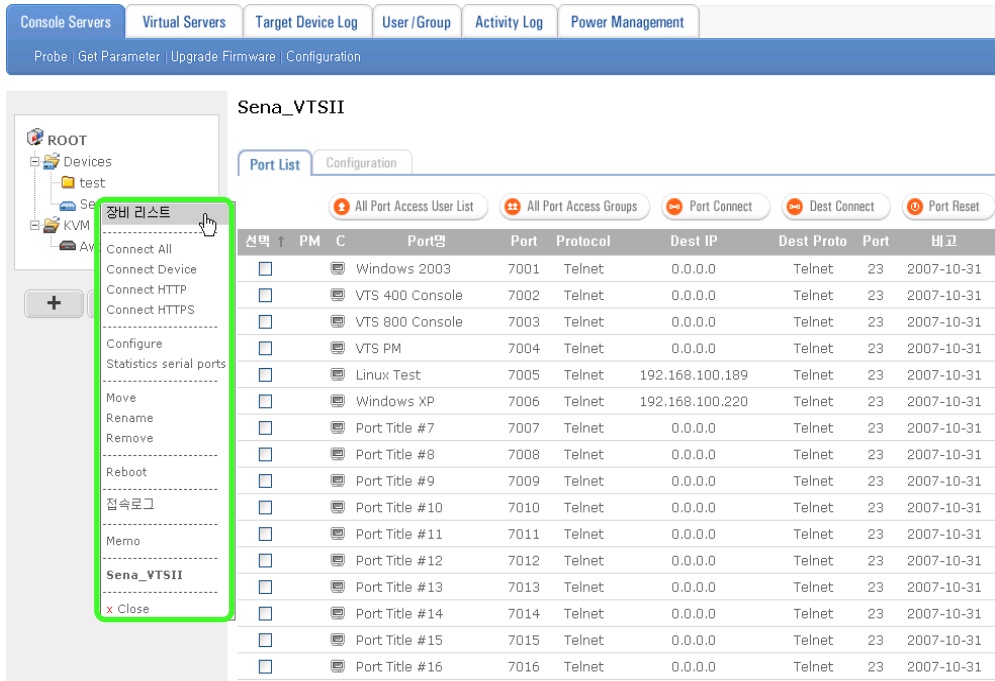 Console Servers Virtual Servers Target Device Log User/Group Activity Log Power Management
Probe | Get Parameter | Upgrade Firmware | Configuration
ROOT
Devices
test
Se
KVM
Av
+
장비 리스트
Connect All
Connect Device
Connect HTTP
Connect HTTPS
Configure
Statistics serial ports
Move
Rename
Remove
Reboot
접속로그
Memo
Sena_VTSII
x Close
Sena_VTSII
Port List Configuration
All Port Access User List All Port Access Groups Port Connect Dest Connect Port Reset
선택 ↑ PM C Port명 Port Protocol Dest IP Dest Proto Port 비고
Windows 2003 7001 Telnet 0.0.0.0 Telnet 23 2007-10-31
VTS 400 Console 7002 Telnet 0.0.0.0 Telnet 23 2007-10-31
VTS 800 Console 7003 Telnet 0.0.0.0 Telnet 23 2007-10-31
VTS PM 7004 Telnet 0.0.0.0 Telnet 23 2007-10-31
Linux Test 7005 Telnet 192.168.100.189 Telnet 23 2007-10-31
Windows XP 7006 Telnet 192.168.100.220 Telnet 23 2007-10-31
Port Title #7 7007 Telnet 0.0.0.0 Telnet 23 2007-10-31
Port Title #8 7008 Telnet 0.0.0.0 Telnet 23 2007-10-31
Port Title #9 7009 Telnet 0.0.0.0 Telnet 23 2007-10-31
Port Title #10 7010 Telnet 0.0.0.0 Telnet 23 2007-10-31
Port Title #11 7011 Telnet 0.0.0.0 Telnet 23 2007-10-31
Port Title #12 7012 Telnet 0.0.0.0 Telnet 23 2007-10-31
Port Title #13 7013 Telnet 0.0.0.0 Telnet 23 2007-10-31
Port Title #14 7014 Telnet 0.0.0.0 Telnet 23 2007-10-31
Port Title #15 7015 Telnet 0.0.0.0 Telnet 23 2007-10-31
Port Title #16 7016 Telnet 0.0.0.0 Telnet 23 2007-10-31